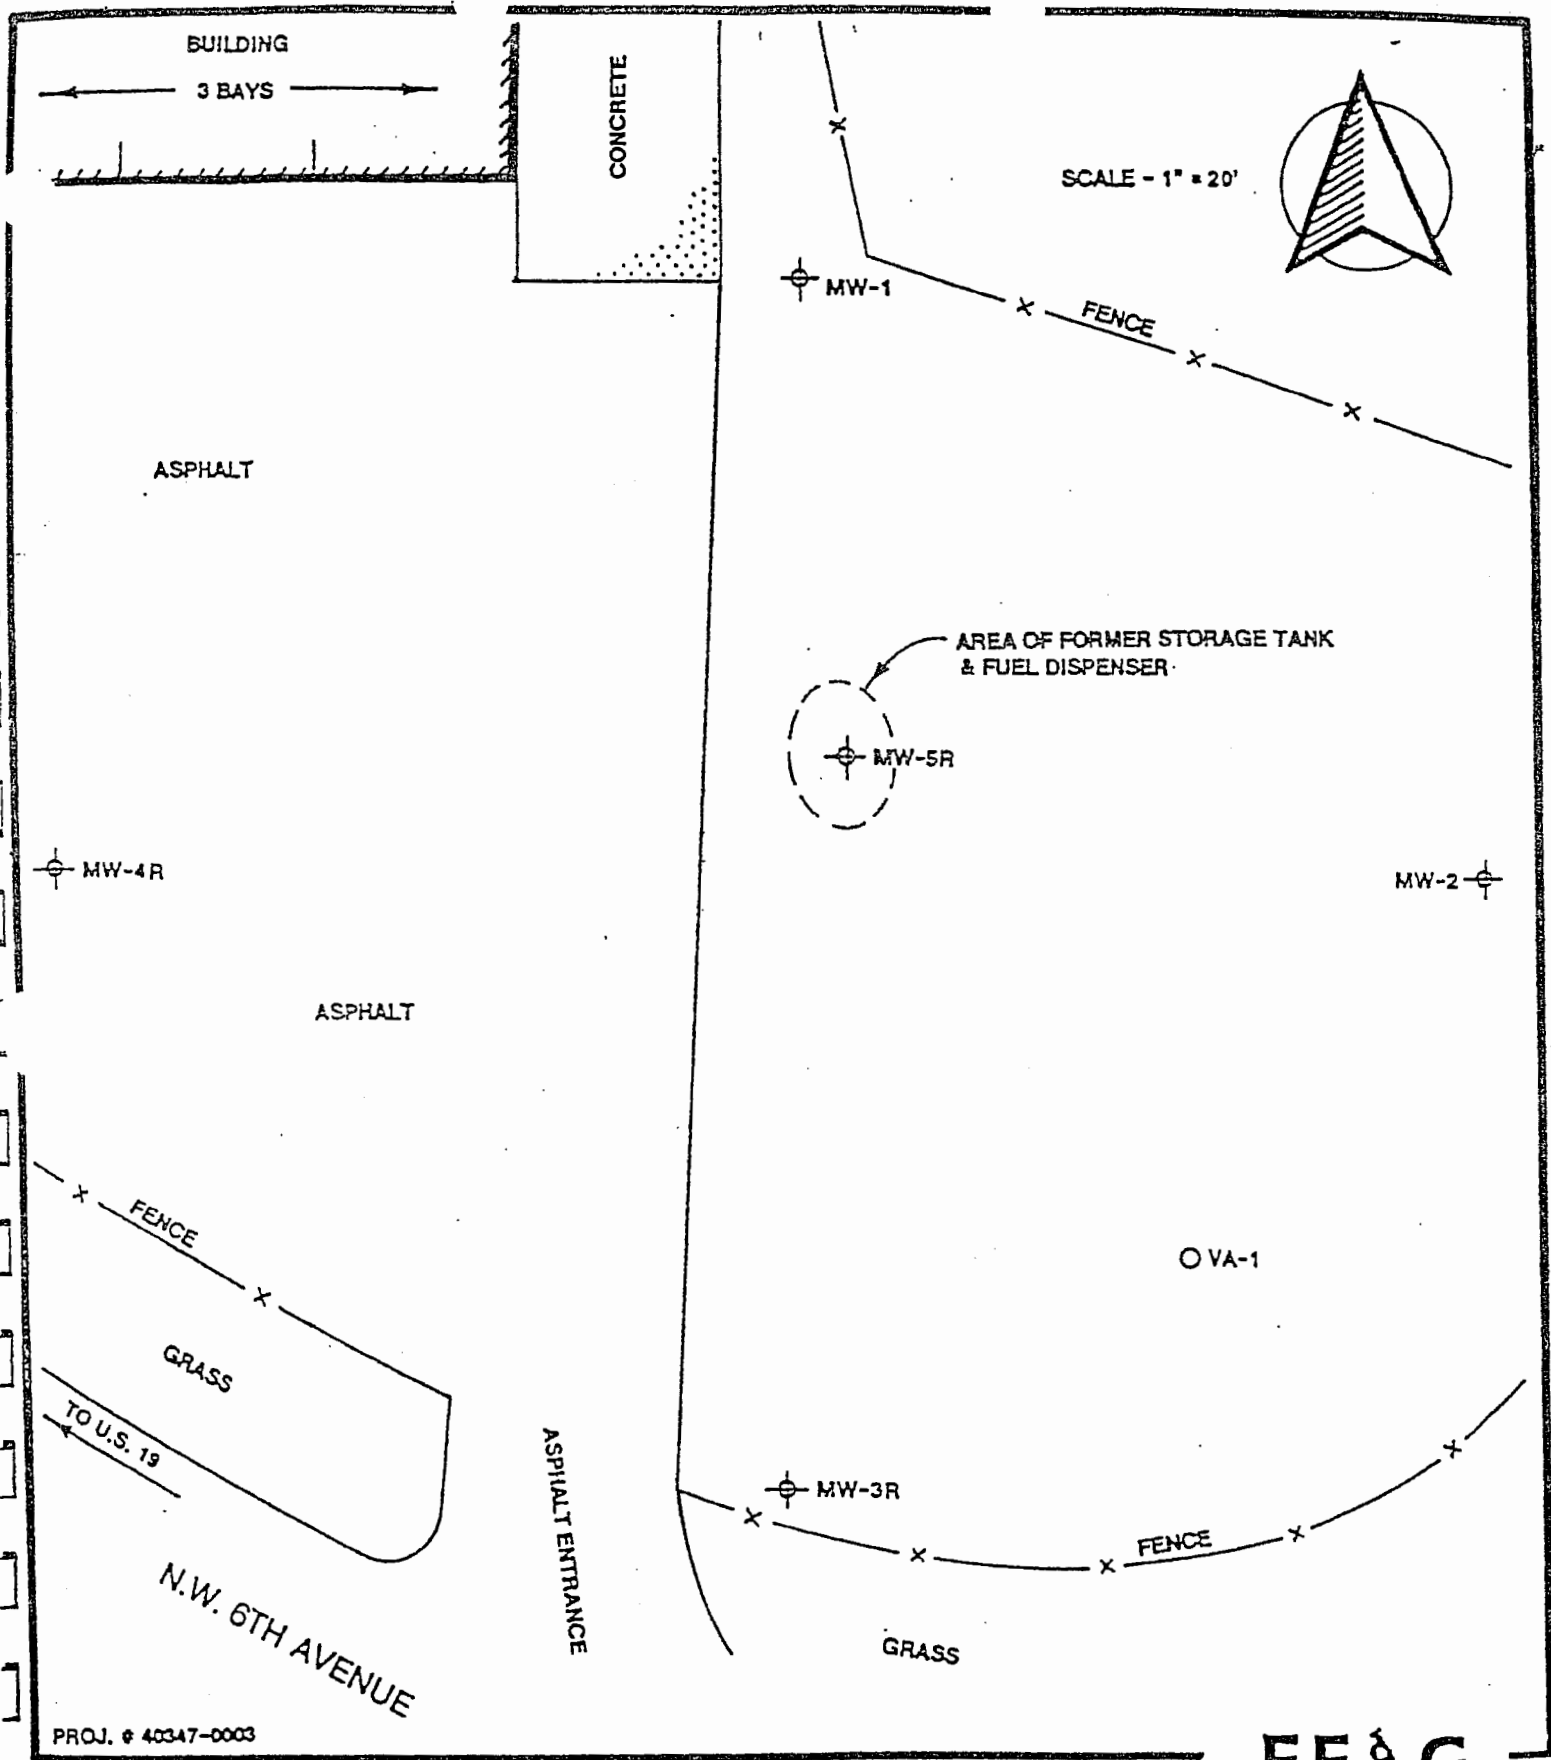 BUILDING
3 BAYS
CONCRETE
SCALE - 1" = 20'
MW-1
FENCE
ASPHALT
AREA OF FORMER STORAGE TANK
& FUEL DISPENSER
MW-5R
MW-4R
MW-2
ASPHALT
FENCE
VA-1
GRASS
TO U.S. 19
ASPHALT ENTRANCE
MW-3R
FENCE
N.W. 6TH AVENUE
GRASS
PROJ. # 40347-0003